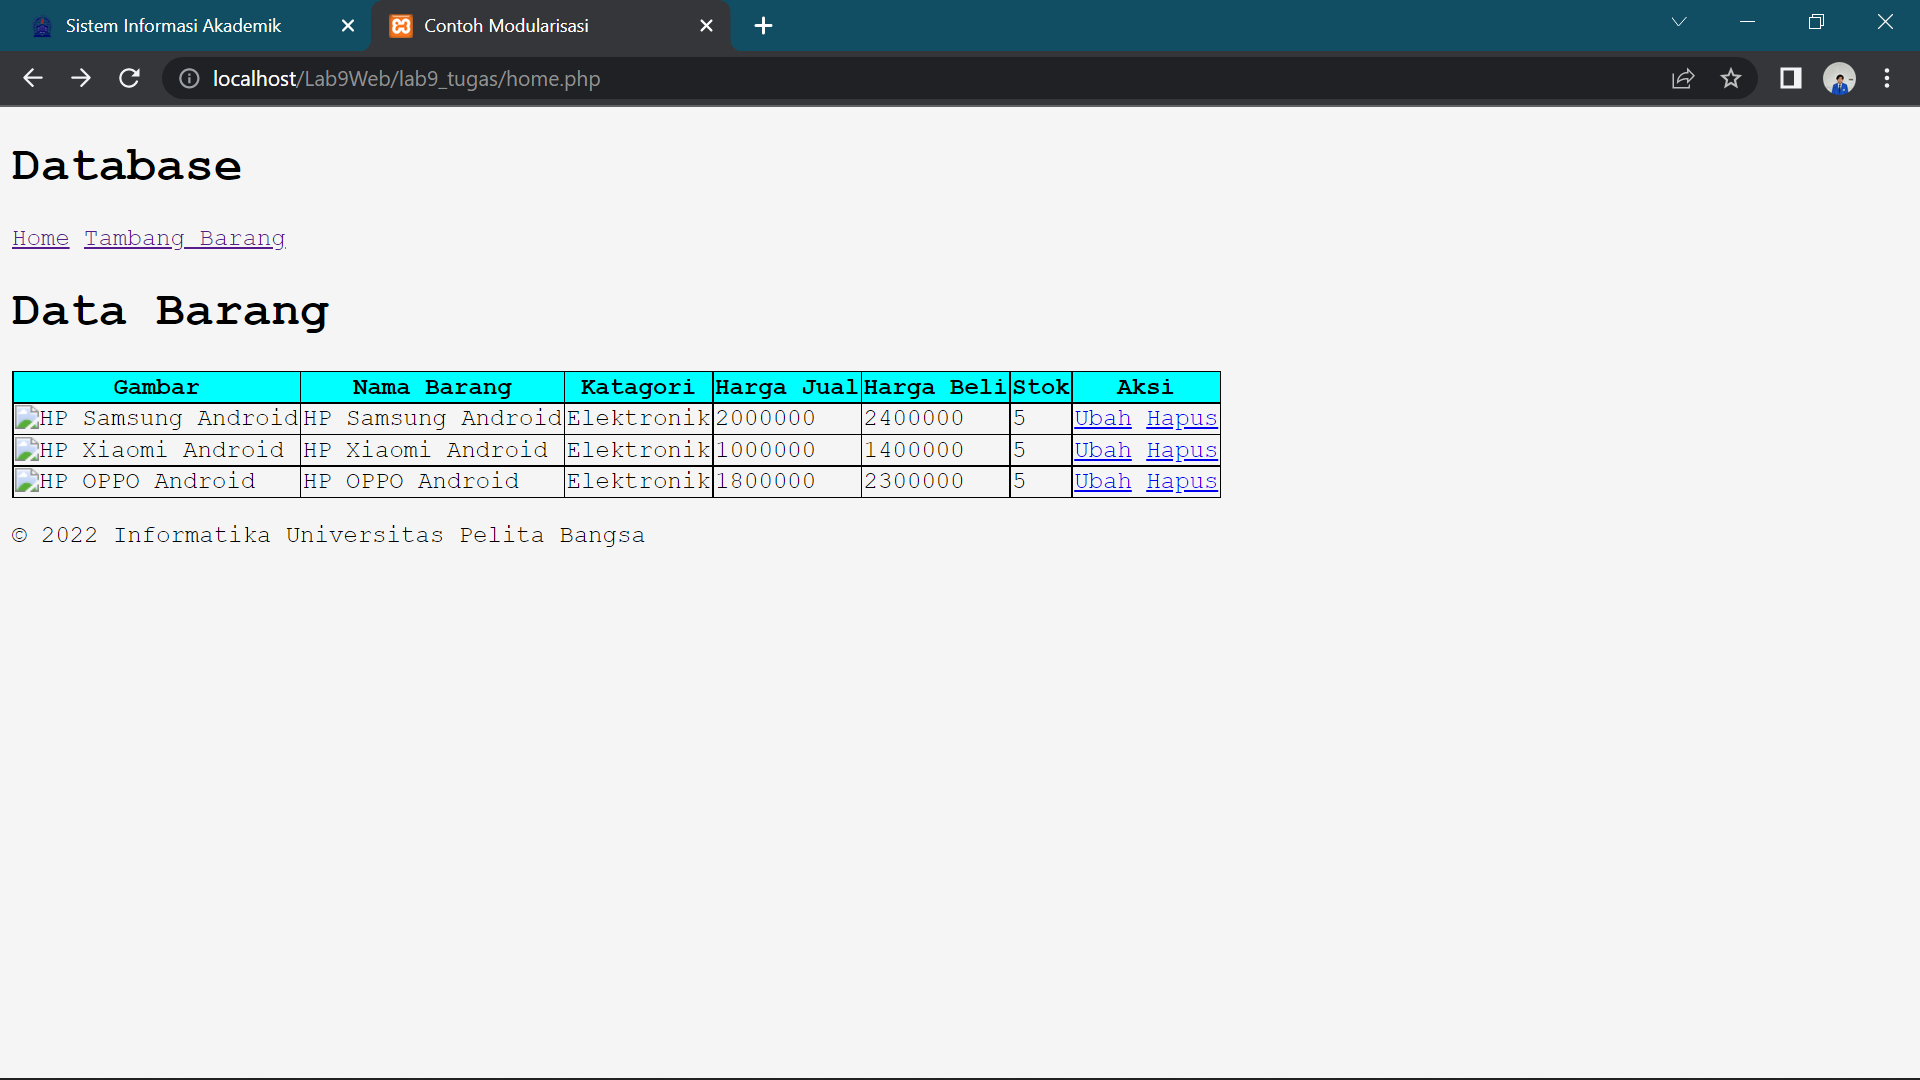 Sistem Informasi Akademik
Contoh Modularisasi
localhost/Lab9Web/lab9_tugas/home.php
Database
Home Tambang Barang
Data Barang
Gambar Nama Barang Katagori Harga Jual Harga Beli Stok Aksi
HP Samsung Android HP Samsung Android Elektronik 2000000 2400000 5 Ubah Hapus
HP Xiaomi Android HP Xiaomi Android Elektronik 1000000 1400000 5 Ubah Hapus
HP OPPO Android HP OPPO Android Elektronik 1800000 2300000 5 Ubah Hapus
© 2022 Informatika Universitas Pelita Bangsa